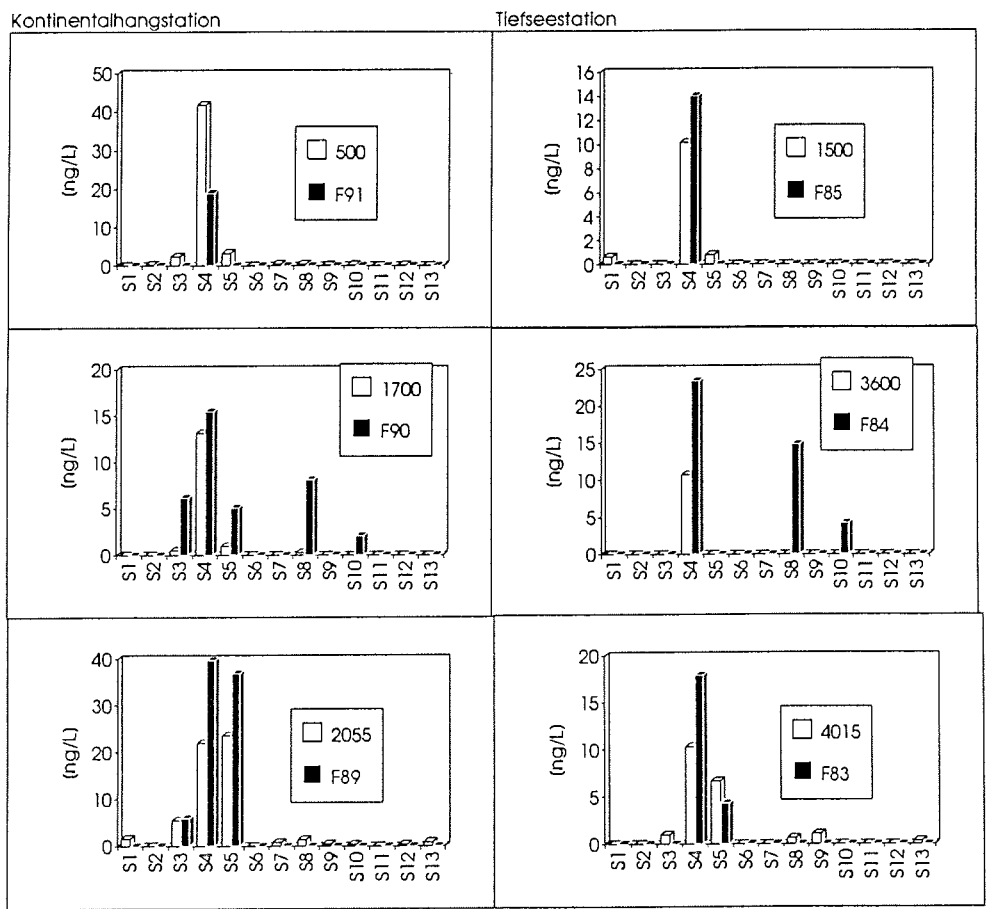 Kontinentalhangstation
Tiefseestation
50
40
30
20
10
0
(ng/L)
500
F91
S1 S2 S3 S4 S5 S6 S7 S8 S9 S10 S11 S12 S13
16
14
12
10
8
6
4
2
0
(ng/L)
1500
F85
S1 S2 S3 S4 S5 S6 S7 S8 S9 S10 S11 S12 S13
20
15
10
5
0
(ng/L)
1700
F90
S1 S2 S3 S4 S5 S6 S7 S8 S9 S10 S11 S12 S13
25
20
15
10
5
0
(ng/L)
3600
F84
S1 S2 S3 S4 S5 S6 S7 S8 S9 S10 S11 S12 S13
40
30
20
10
0
(ng/L)
2055
F89
S1 S2 S3 S4 S5 S6 S7 S8 S9 S10 S11 S12 S13
20
15
10
5
0
(ng/L)
4015
F83
S1 S2 S3 S4 S5 S6 S7 S8 S9 S10 S11 S12 S13